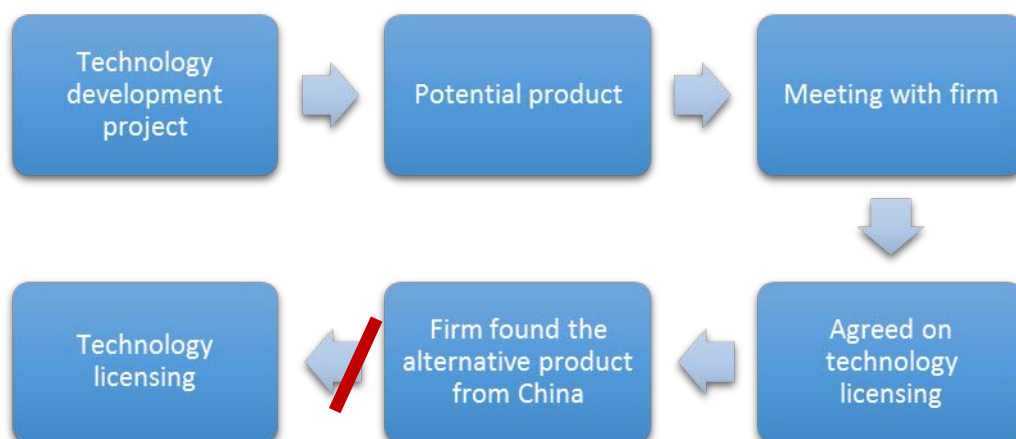 Technology
development
project
Potential product
Meeting with firm
Agreed on
technology
licensing
Firm found the
alternative product
from China
Technology
licensing